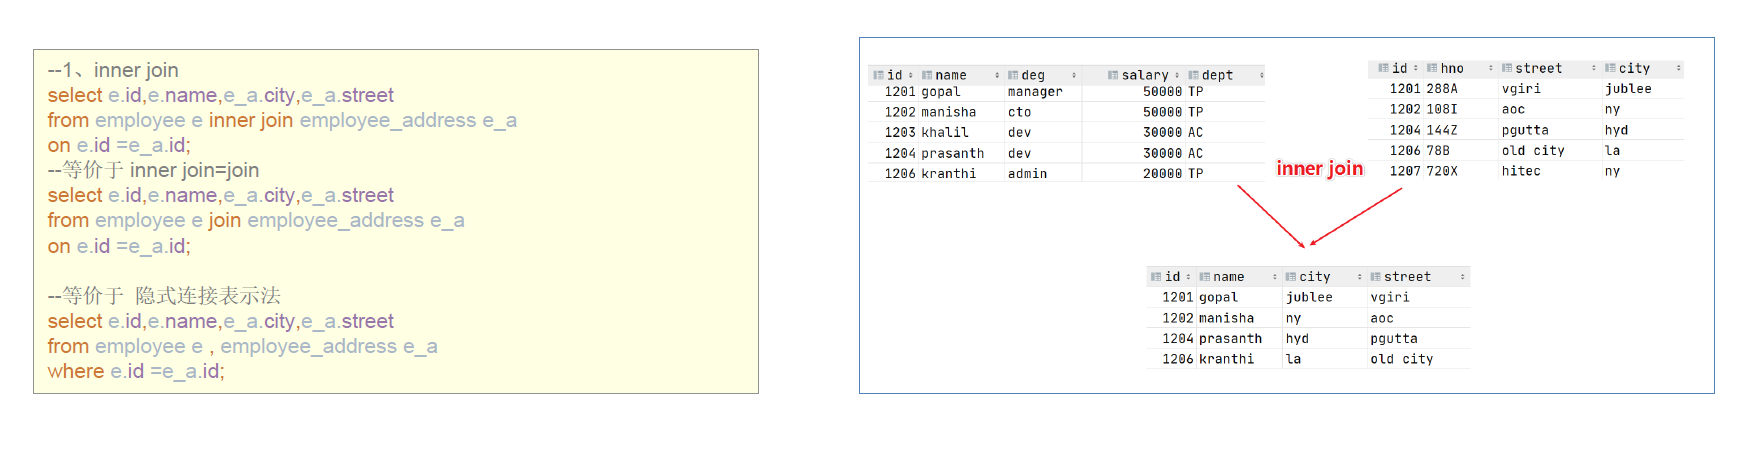 --1、inner join
select e.id,e.name,e_a.city,e_a.street
from employee e inner join employee_address e_a
on e.id =e_a.id;
--等价于 inner join=join
select e.id,e.name,e_a.city,e_a.street
from employee e join employee_address e_a
on e.id =e_a.id;
--等价于 隐式连接表示法
select e.id,e.name,e_a.city,e_a.street
from employee e , employee_address e_a
where e.id =e_a.id;
id name deg salary dept
1201 gopal manager 50000 TP
1202 manisha cto 50000 TP
1203 khalil dev 30000 AC
1204 prasanth dev 30000 AC
1206 kranthi admin 20000 TP
inner join
id hno street city
1201 288A vgiri jublee
1202 108I aoc ny
1204 144Z pgutta hyd
1206 78B old city la
1207 720X hitec ny
id name city street
1201 gopal jublee vgiri
1202 manisha ny aoc
1204 prasanth hyd pgutta
1206 kranthi la old city